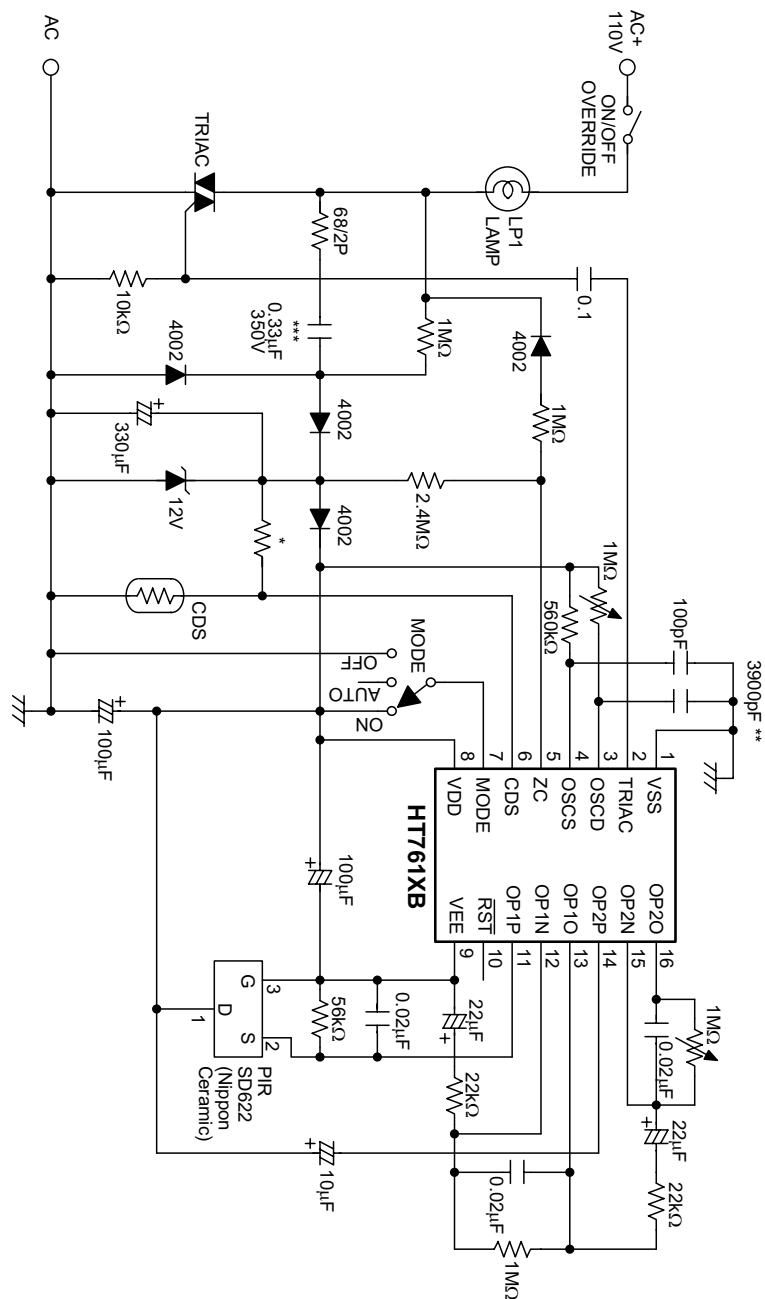 3900pF **
100pF
1MΩ
560kΩ
1MΩ
0.02µF
22µF
22kΩ
AC+
110V
ON/OFF
OVERRIDE
LP1
LAMP
0.1
4002
1MΩ
1MΩ
2.4MΩ
1
2
3
4
5
6
7
8
VSS
TRIAC
OSCD
OSCS
ZC
CDS
MODE
VDD
HT761XB
OP2O
OP2N
OP2P
OP1O
OP1N
OP1P
RST
VEE
16
15
14
13
12
11
10
9
22µF
22kΩ
0.02µF
1MΩ
0.02µF
56kΩ
68/2P
***
0.33µF
350V
4002
4002
*
MODE
OFF
AUTO
ON
100µF
3
G
D
S
1
2
PIR
SD622
(Nippon
Ceramic)
10µF
TRIAC
10kΩ
4002
330µF
12V
CDS
100µF
AC